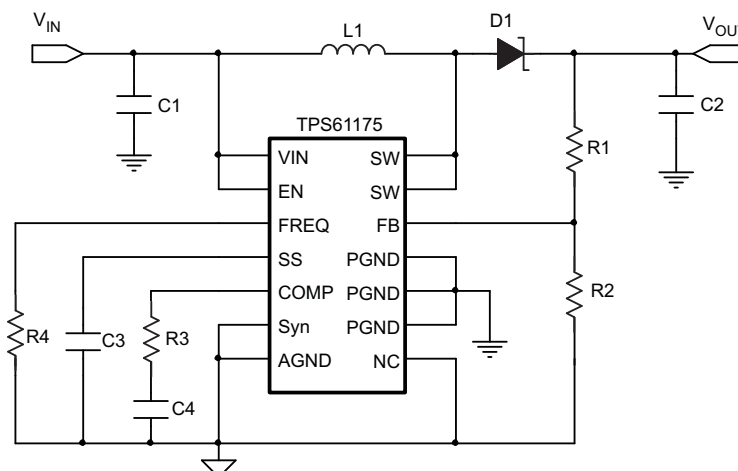 VIN
L1
D1
VOU
C1
C2
TPS61175
R1
VIN
SW
EN
SW
FREQ
FB
SS
PGND
COMP
PGND
R2
R4
C3
R3
Syn
PGND
AGND
NC
C4